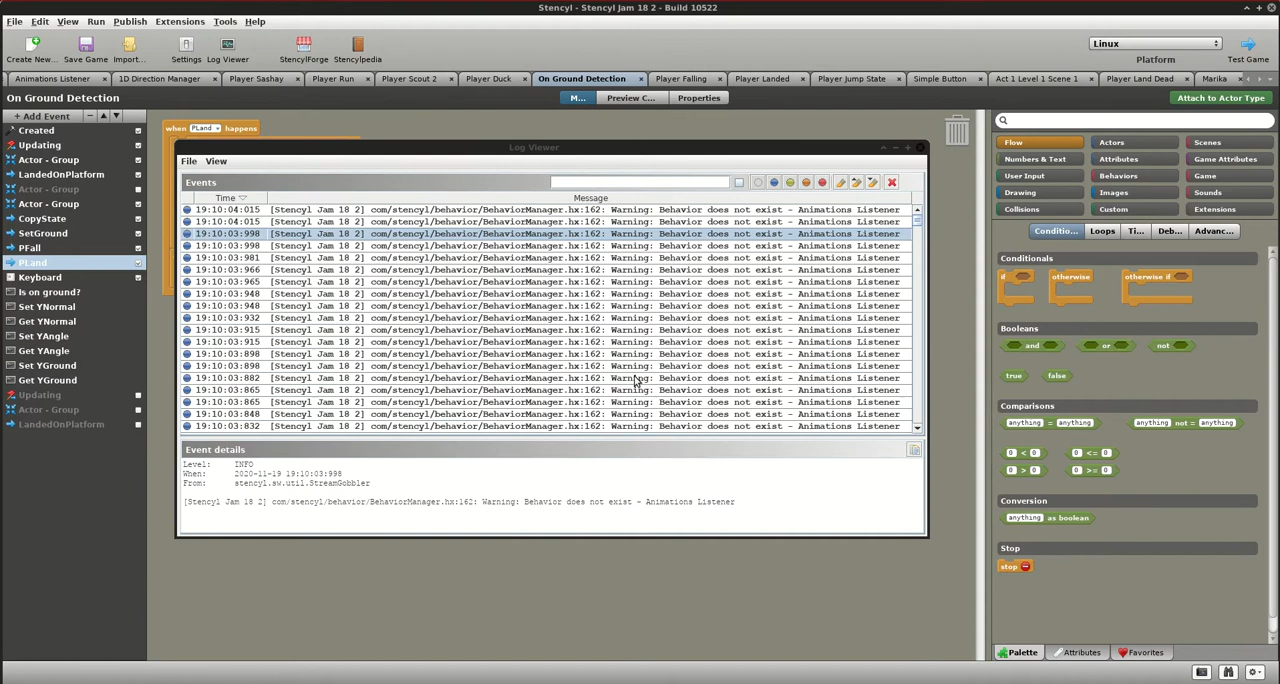 Stencyl - Stencyl Jam 18 2 - Build 10522
File Edit View Run Publish Extensions Tools Help
Create New... Save Game Import... Settings Log Viewer StencylForge Stencylpedia
Linux
Platform
Test Game
Animations Listener 1D Direction Manager Player Sashay Player Run Player Scout 2 Player Duck On Ground Detection Player Falling Player Landed Player Jump State Simple Button Act 1 Level 1 Scene 1 Player Land Dead Marika
On Ground Detection
M... Preview C... Properties
Attach to Actor Type
+ Add Event
Created
Updating
Actor - Group
LandedOnPlatform
Actor - Group
Actor - Group
CopyState
SetGround
PFall
PLand
Keyboard
Is on ground?
Set YNormal
Get YNormal
Set YAngle
Get YAngle
Set YGround
Get YGround
Updating
Actor - Group
LandedOnPlatform
when PLand happens
Log Viewer
File View
Events
Time Message
19:10:04:015 [Stencyl Jam 18 2] com/stencyl/behavior/BehaviorManager.hx:162: Warning: Behavior does not exist - Animations Listener
19:10:04:015 [Stencyl Jam 18 2] com/stencyl/behavior/BehaviorManager.hx:162: Warning: Behavior does not exist - Animations Listener
19:10:03:998 [Stencyl Jam 18 2] com/stencyl/behavior/BehaviorManager.hx:162: Warning: Behavior does not exist - Animations Listener
19:10:03:998 [Stencyl Jam 18 2] com/stencyl/behavior/BehaviorManager.hx:162: Warning: Behavior does not exist - Animations Listener
19:10:03:981 [Stencyl Jam 18 2] com/stencyl/behavior/BehaviorManager.hx:162: Warning: Behavior does not exist - Animations Listener
19:10:03:966 [Stencyl Jam 18 2] com/stencyl/behavior/BehaviorManager.hx:162: Warning: Behavior does not exist - Animations Listener
19:10:03:965 [Stencyl Jam 18 2] com/stencyl/behavior/BehaviorManager.hx:162: Warning: Behavior does not exist - Animations Listener
19:10:03:948 [Stencyl Jam 18 2] com/stencyl/behavior/BehaviorManager.hx:162: Warning: Behavior does not exist - Animations Listener
19:10:03:948 [Stencyl Jam 18 2] com/stencyl/behavior/BehaviorManager.hx:162: Warning: Behavior does not exist - Animations Listener
19:10:03:932 [Stencyl Jam 18 2] com/stencyl/behavior/BehaviorManager.hx:162: Warning: Behavior does not exist - Animations Listener
19:10:03:915 [Stencyl Jam 18 2] com/stencyl/behavior/BehaviorManager.hx:162: Warning: Behavior does not exist - Animations Listener
19:10:03:915 [Stencyl Jam 18 2] com/stencyl/behavior/BehaviorManager.hx:162: Warning: Behavior does not exist - Animations Listener
19:10:03:898 [Stencyl Jam 18 2] com/stencyl/behavior/BehaviorManager.hx:162: Warning: Behavior does not exist - Animations Listener
19:10:03:898 [Stencyl Jam 18 2] com/stencyl/behavior/BehaviorManager.hx:162: Warning: Behavior does not exist - Animations Listener
19:10:03:882 [Stencyl Jam 18 2] com/stencyl/behavior/BehaviorManager.hx:162: Warning: Behavior does not exist - Animations Listener
19:10:03:865 [Stencyl Jam 18 2] com/stencyl/behavior/BehaviorManager.hx:162: Warning: Behavior does not exist - Animations Listener
19:10:03:865 [Stencyl Jam 18 2] com/stencyl/behavior/BehaviorManager.hx:162: Warning: Behavior does not exist - Animations Listener
19:10:03:848 [Stencyl Jam 18 2] com/stencyl/behavior/BehaviorManager.hx:162: Warning: Behavior does not exist - Animations Listener
19:10:03:832 [Stencyl Jam 18 2] com/stencyl/behavior/BehaviorManager.hx:162: Warning: Behavior does not exist - Animations Listener
Event details
Level: INFO
When: 2020-11-19 19:10:03:998
From: stencyl.sw.util.StreamGobbler
[Stencyl Jam 18 2] com/stencyl/behavior/BehaviorManager.hx:162: Warning: Behavior does not exist - Animations Listener
Flow Actors Scenes
Numbers & Text Attributes Game Attributes
User Input Behaviors Game
Drawing Images Sounds
Collisions Custom Extensions
Conditio... Loops Ti... Deb... Advanc...
Conditionals
if otherwise otherwise if
Booleans
and or not
true false
Comparisons
anything = anything anything not = anything
0 < 0 0 <= 0
0 > 0 0 >= 0
Conversion
anything as boolean
Stop
stop
Palette Attributes Favorites